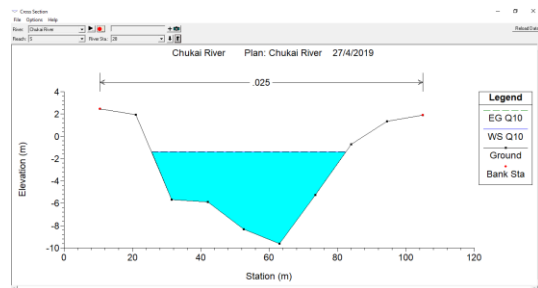 Cross Section
File Options Help
River: Chukai River
Reach: 5 River Sta.: 28
Reload Data
Chukai River Plan: Chukai River 27/4/2019
.025
Elevation (m)
4
2
0
-2
-4
-6
-8
-10
0 20 40 60 80 100 120
Station (m)
Legend
EG Q10
WS Q10
Ground
Bank Sta